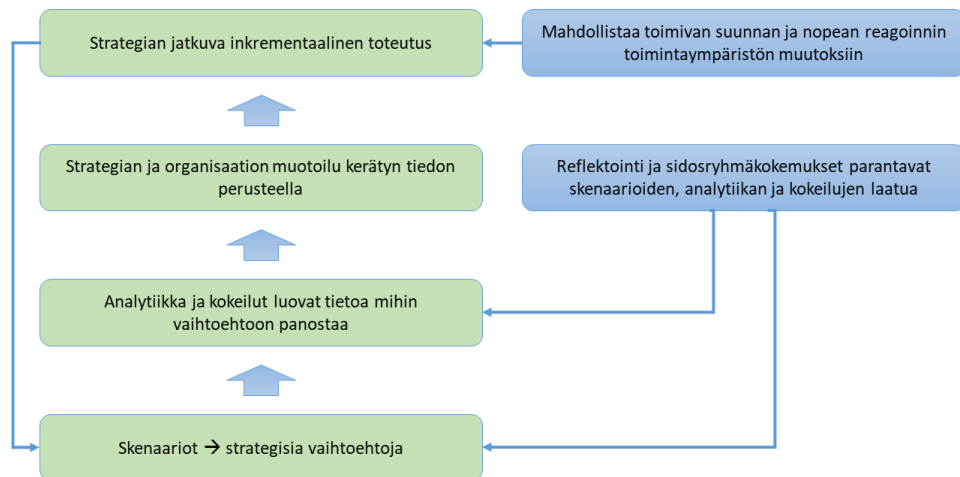 Strategian jatkuva inkrementaalinen toteutus
Mahdollistaa toimivan suunnan ja nopean reagoinnin
toimintaympäristön muutoksiin
Strategian ja organisaation muotoilu kerätyn tiedon
perusteella
Reflektointi ja sidosryhmäkokemukset parantavat
skenaarioiden, analytiikan ja kokeilujen laatua
Analytiikka ja kokeilut luovat tietoa mihin
vaihtoehtoon panostaa
Skenaariot → strategisia vaihtoehtoja